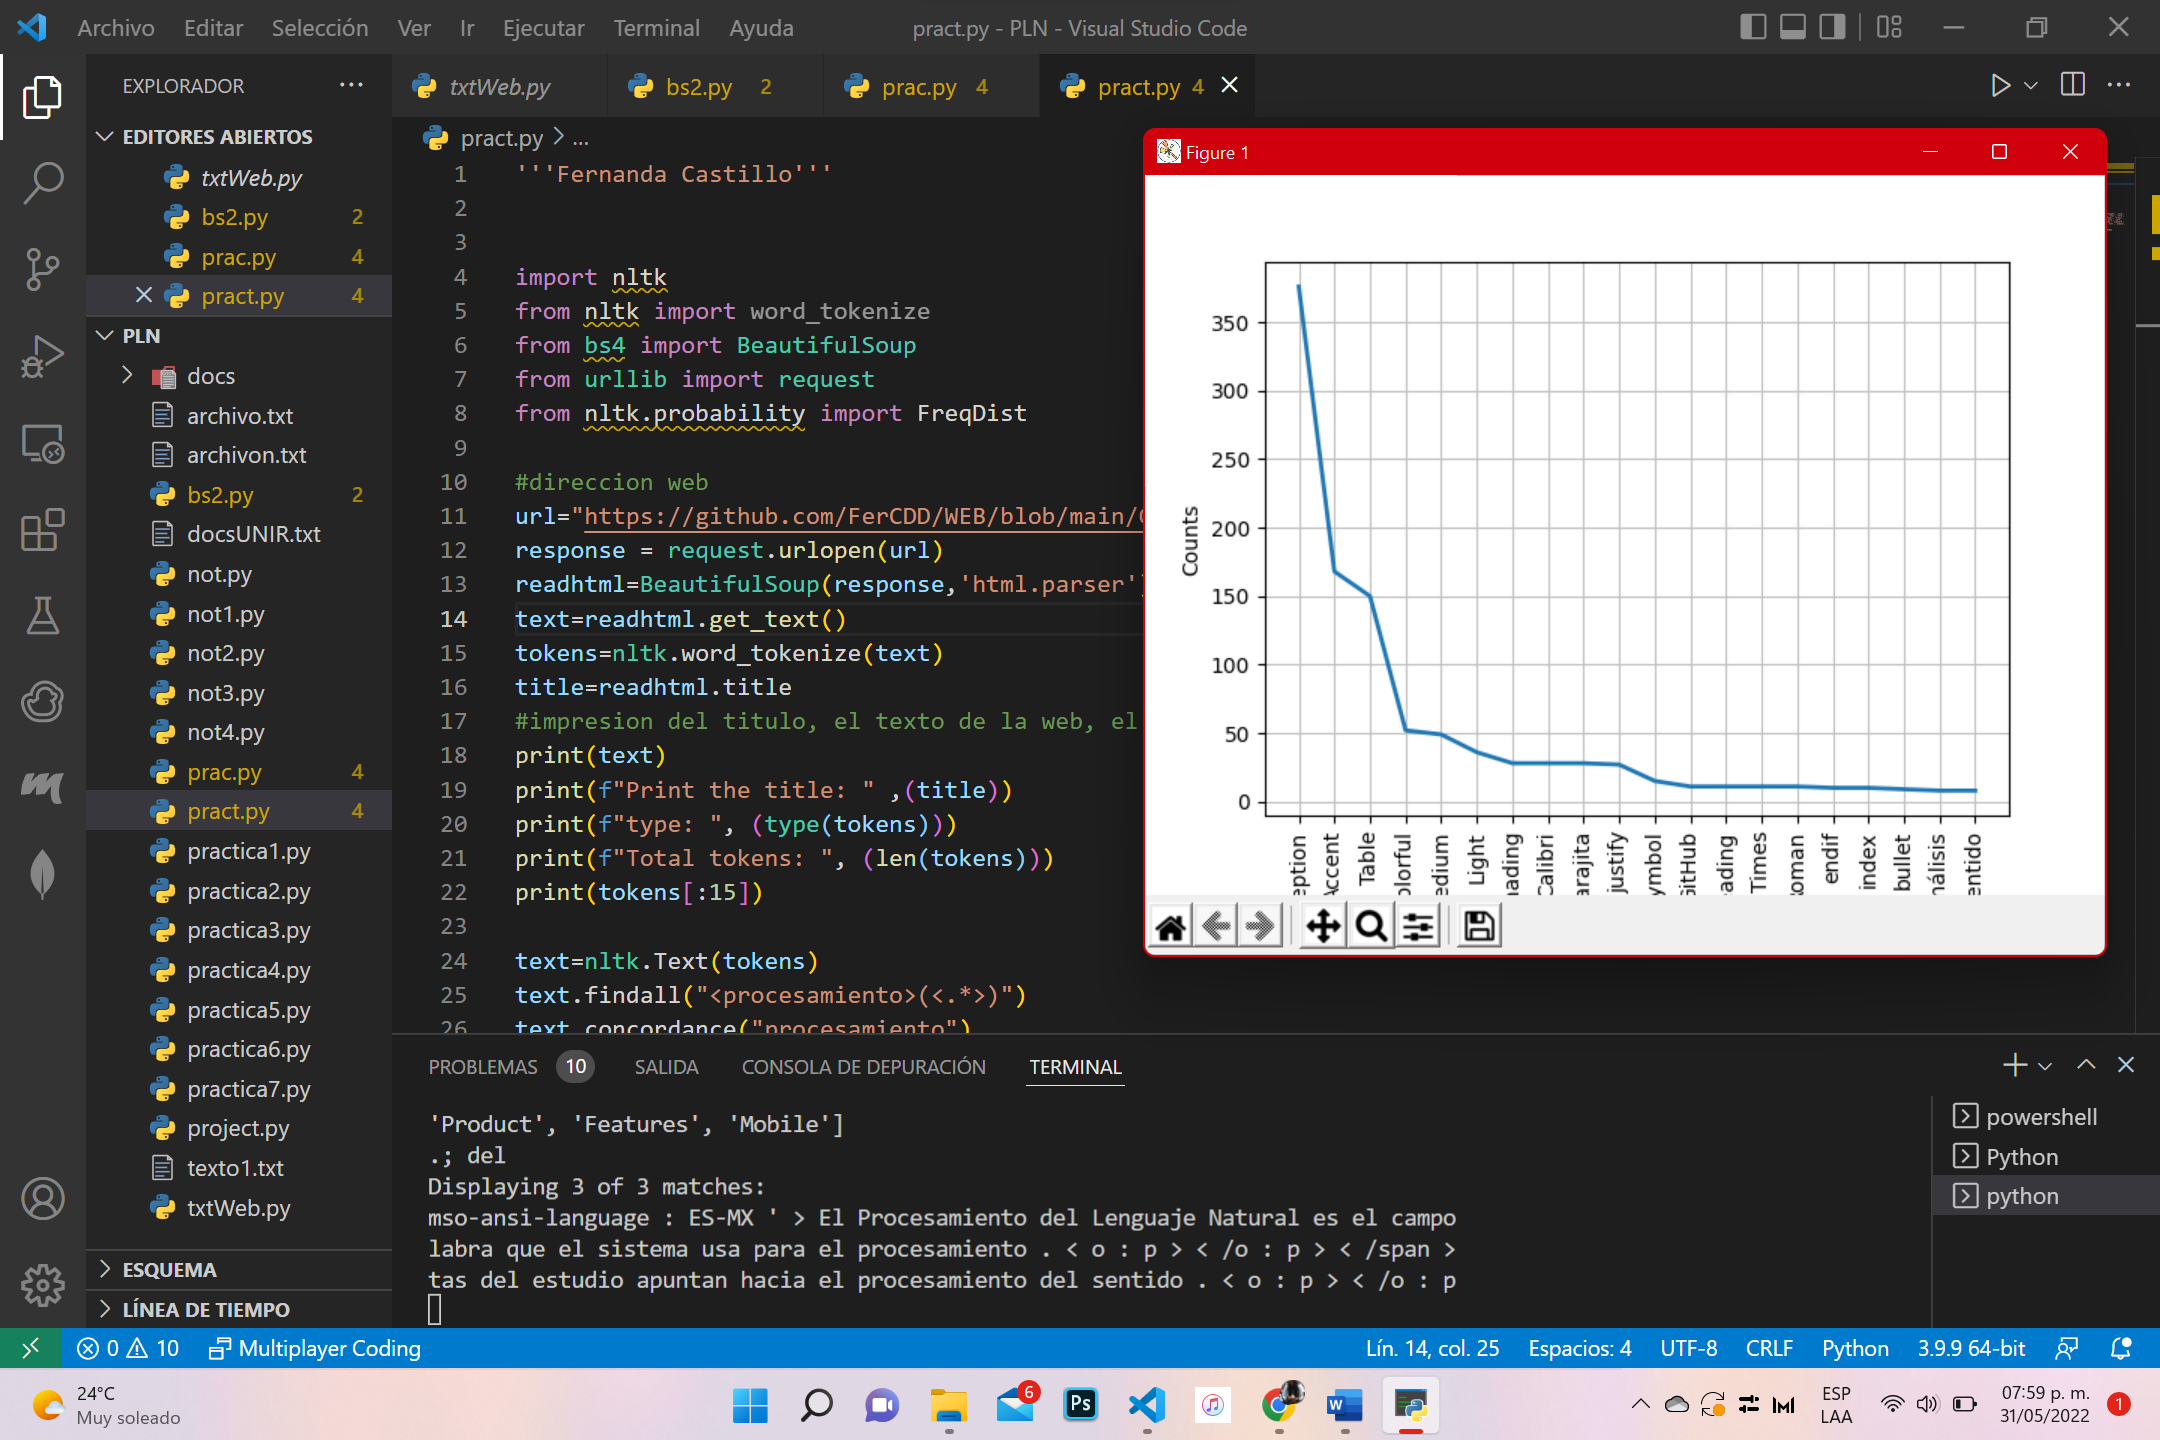 Archivo Editar Selección Ver Ir Ejecutar Terminal Ayuda
pract.py - PLN - Visual Studio Code
EXPLORADOR
EDITORES ABIERTOS
txtWeb.py
bs2.py 2
prac.py 4
pract.py 4
PLN
docs
archivo.txt
archivon.txt
bs2.py 2
docsUNIR.txt
not.py
not1.py
not2.py
not3.py
not4.py
prac.py 4
pract.py 4
practica1.py
practica2.py
practica3.py
practica4.py
practica5.py
practica6.py
practica7.py
project.py
texto1.txt
txtWeb.py
ESQUEMA
LÍNEA DE TIEMPO
txtWeb.py bs2.py 2 prac.py 4 pract.py 4
pract.py > ...
1 '''Fernanda Castillo'''
2
3
4 import nltk
5 from nltk import word_tokenize
6 from bs4 import BeautifulSoup
7 from urllib import request
8 from nltk.probability import FreqDist
9
10 #direccion web
11 url="https://github.com/FerCDD/WEB/blob/main/
12 response = request.urlopen(url)
13 readhtml=BeautifulSoup(response,'html.parser'
14 text=readhtml.get_text()
15 tokens=nltk.word_tokenize(text)
16 title=readhtml.title
17 #impresion del titulo, el texto de la web, el
18 print(text)
19 print(f"Print the title: " ,(title))
20 print(f"type: ", (type(tokens)))
21 print(f"Total tokens: ", (len(tokens)))
22 print(tokens[:15])
23
24 text=nltk.Text(tokens)
25 text.findall("<procesamiento>(<.*>)")
26 text.concordance("procesamiento")
Figure 1
Counts
350
300
250
200
150
100
50
0
eption
Accent
Table
olorful
edium
Light
ading
Calibri
arajita
justify
ymbol
GitHub
ading
Times
oman
endif
index
bullet
nálisis
entido
PROBLEMAS 10 SALIDA CONSOLA DE DEPURACIÓN TERMINAL
'Product', 'Features', 'Mobile']
.; del
Displaying 3 of 3 matches:
mso-ansi-language : ES-MX ' > El Procesamiento del Lenguaje Natural es el campo
labra que el sistema usa para el procesamiento . < o : p > < /o : p > < /span >
tas del estudio apuntan hacia el procesamiento del sentido . < o : p > < /o : p
powershell
Python
python
0 10 Multiplayer Coding
Lín. 14, col. 25 Espacios: 4 UTF-8 CRLF Python 3.9.9 64-bit
24°C
Muy soleado
6
Ps
W
ESP
LAA
07:59 p. m.
31/05/2022
1